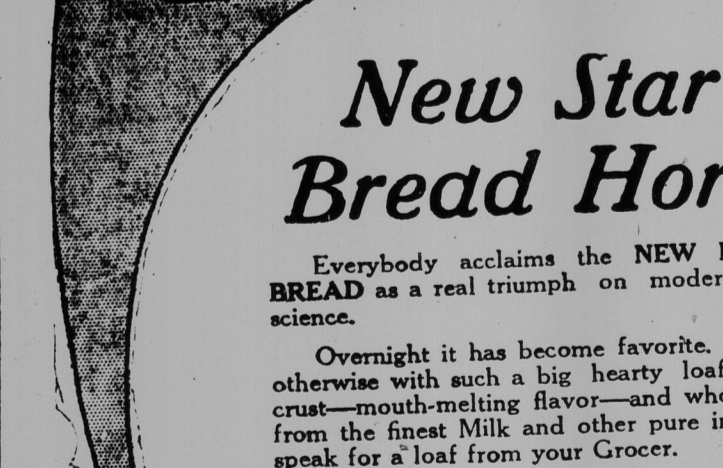 New Star
Bread Hor
Everybody acclaims the NEW
BREAD as a real triumph on moder
science.
Overnight it has become favorite.
otherwise with such a big hearty loaf
crust—mouth-melting flavor—and who
from the finest Milk and other pure in
speak for a loaf from your Grocer.